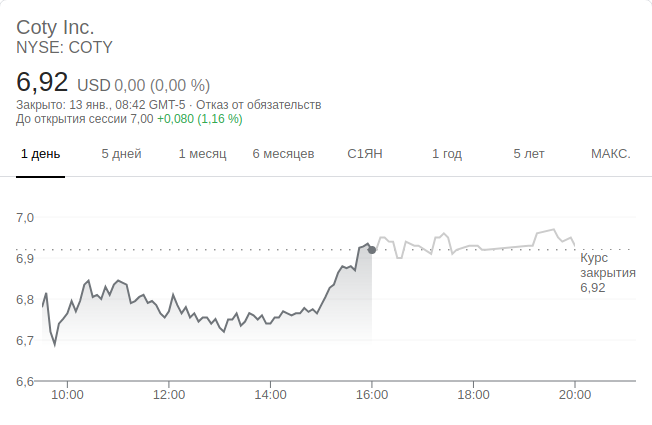 Coty Inc.
NYSE: COTY
6,92 USD 0,00 (0,00 %)
Закрыто: 13 янв., 08:42 GMT-5 · Отказ от обязательств
До открытия сессии 7,00 +0,080 (1,16 %)
1 день 5 дней 1 месяц 6 месяцев С1ЯН 1 год 5 лет МАКС.
7,0
6,9
6,8
6,7
6,6
Курс
закрытия
6,92
10:00 12:00 14:00 16:00 18:00 20:00